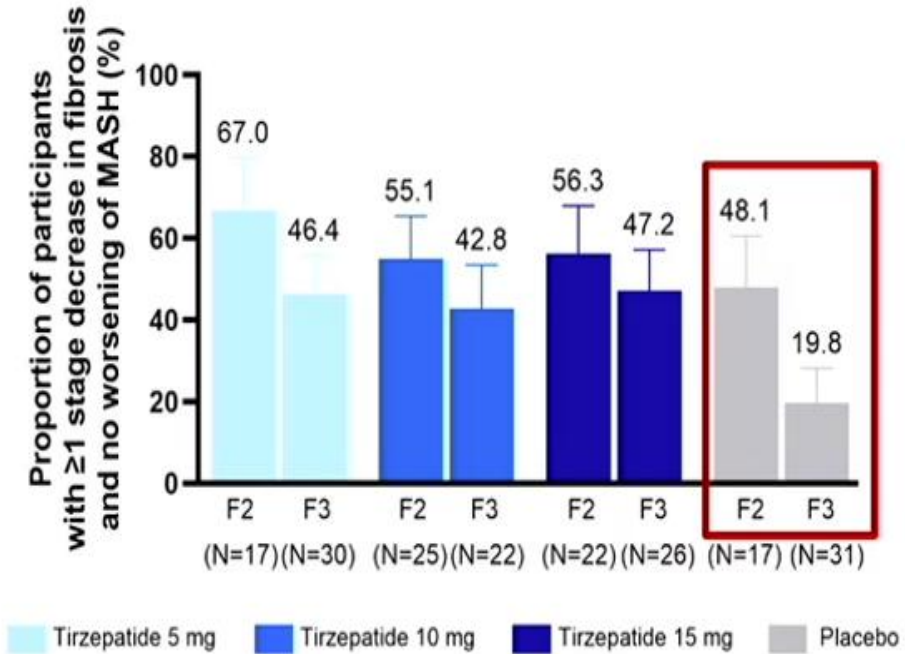 Proportion of participants
with ≥1 stage decrease in fibrosis
and no worsening of MASH (%)
100
80
60
40
20
0
67.0
46.4
55.1
42.8
56.3
47.2
48.1
19.8
F2 F3 F2 F3 F2 F3 F2 F3
(N=17) (N=30) (N=25) (N=22) (N=22) (N=26) (N=17) (N=31)
Tirzepatide 5 mg Tirzepatide 10 mg Tirzepatide 15 mg Placebo